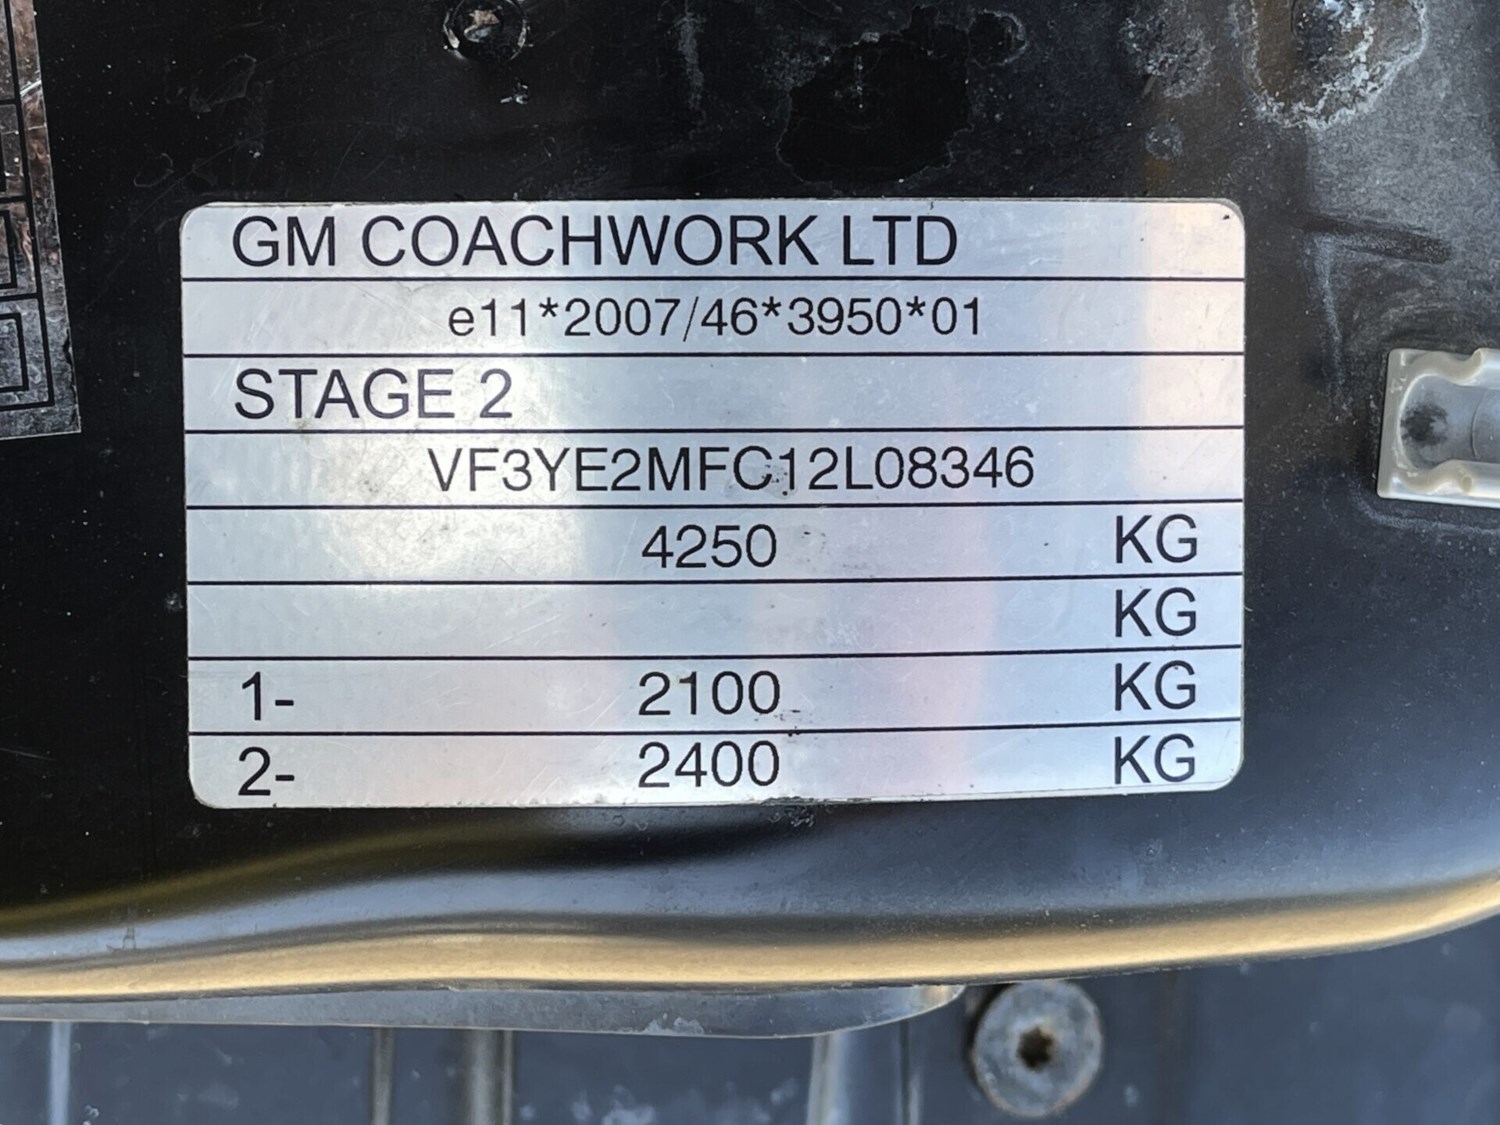 GM COACHWORK LTD
e11*2007/46*3950*01
STAGE 2
VF3YE2MFC12L08346
4250 KG
KG
1- 2100 KG
2- 2400 KG